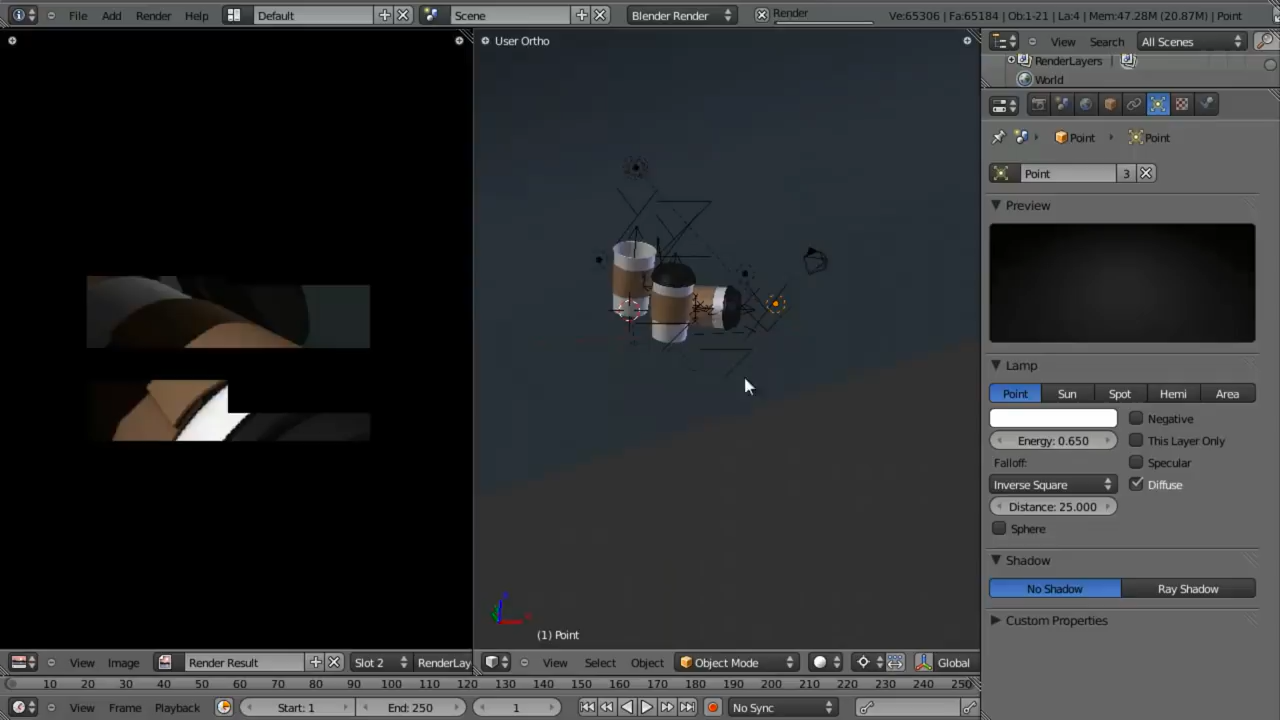 File Add Render Help Default Scene Blender Render Render Ve:65306 | Fa:65184 | Ob:1-21 | La:4 | Mem:47.28M (20.87M) | Point
User Ortho
View Search All Scenes
RenderLayers
World
Point Point
Point 3
Preview
Lamp
Point Sun Spot Hemi Area
Negative
Energy: 0.650 This Layer Only
Falloff: Specular
Inverse Square Diffuse
Distance: 25.000
Sphere
Shadow
No Shadow Ray Shadow
Custom Properties
(1) Point
View Image Render Result Slot 2 RenderLay View Select Object Object Mode Global
10 20 30 40 50 60 70 80 90 100 110 120 130 140 150 160 170 180 190 200 210 220 230 240 250
View Frame Playback Start: 1 End: 250 1 No Sync